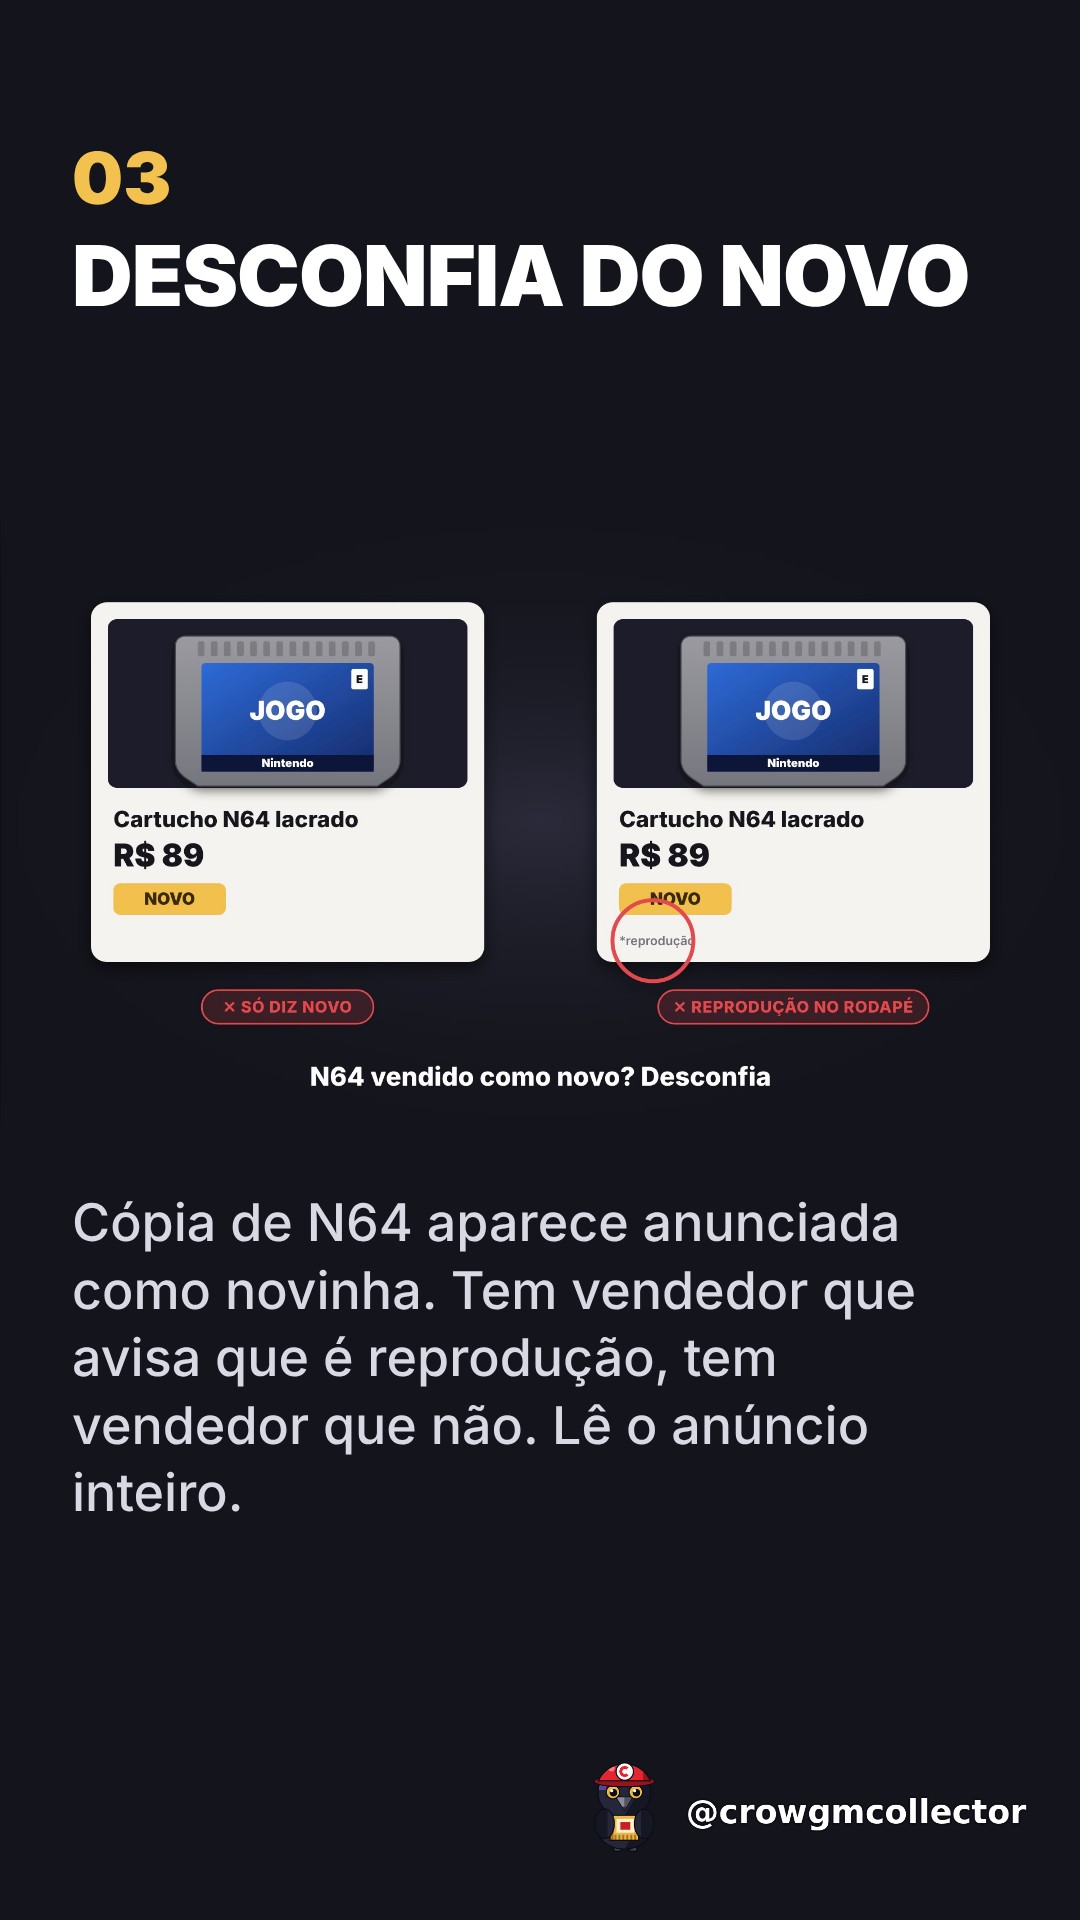 03
DESCONFIA DO NOVO
E
JOGO
Nintendo
Cartucho N64 lacrado
R$ 89
NOVO
✕ SÓ DIZ NOVO
E
JOGO
Nintendo
Cartucho N64 lacrado
R$ 89
NOVO
*reprodução
✕ REPRODUÇÃO NO RODAPÉ
N64 vendido como novo? Desconfia
Cópia de N64 aparece anunciada
como novinha. Tem vendedor que
avisa que é reprodução, tem
vendedor que não. Lê o anúncio
inteiro.
C
@crowgmcollector